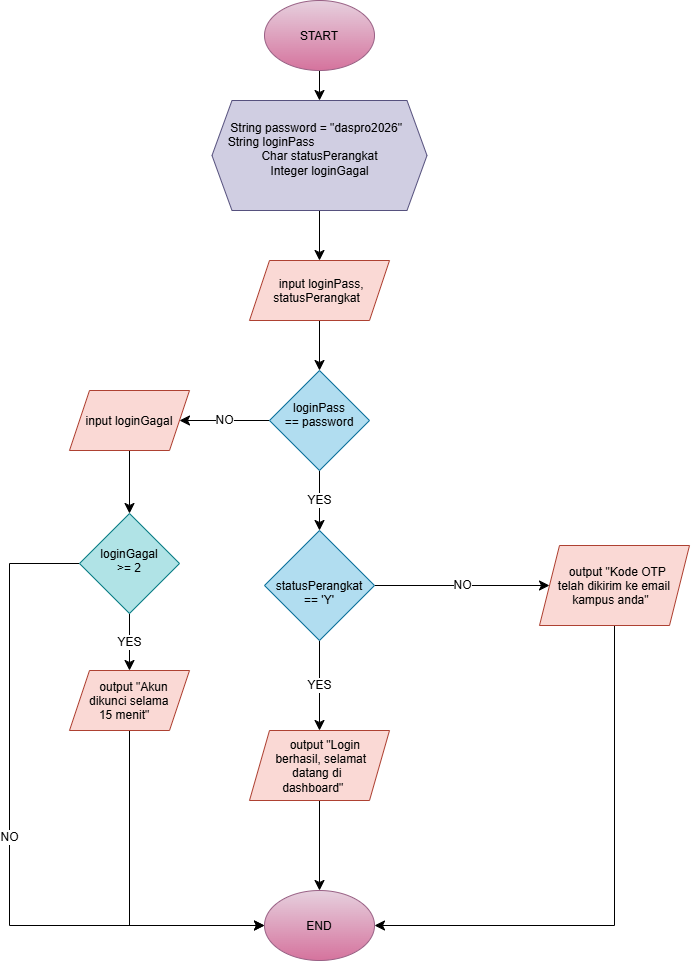 START
String password = "daspro2026"
String loginPass
Char statusPerangkat
Integer loginGagal
input loginPass,
statusPerangkat
loginPass
== password
NO
input loginGagal
YES
loginGagal
>= 2
statusPerangkat
== 'Y'
NO
output "Kode OTP
telah dikirim ke email
kampus anda"
YES
output "Akun
dikunci selama
15 menit"
YES
output "Login
berhasil, selamat
datang di
dashboard"
NO
END